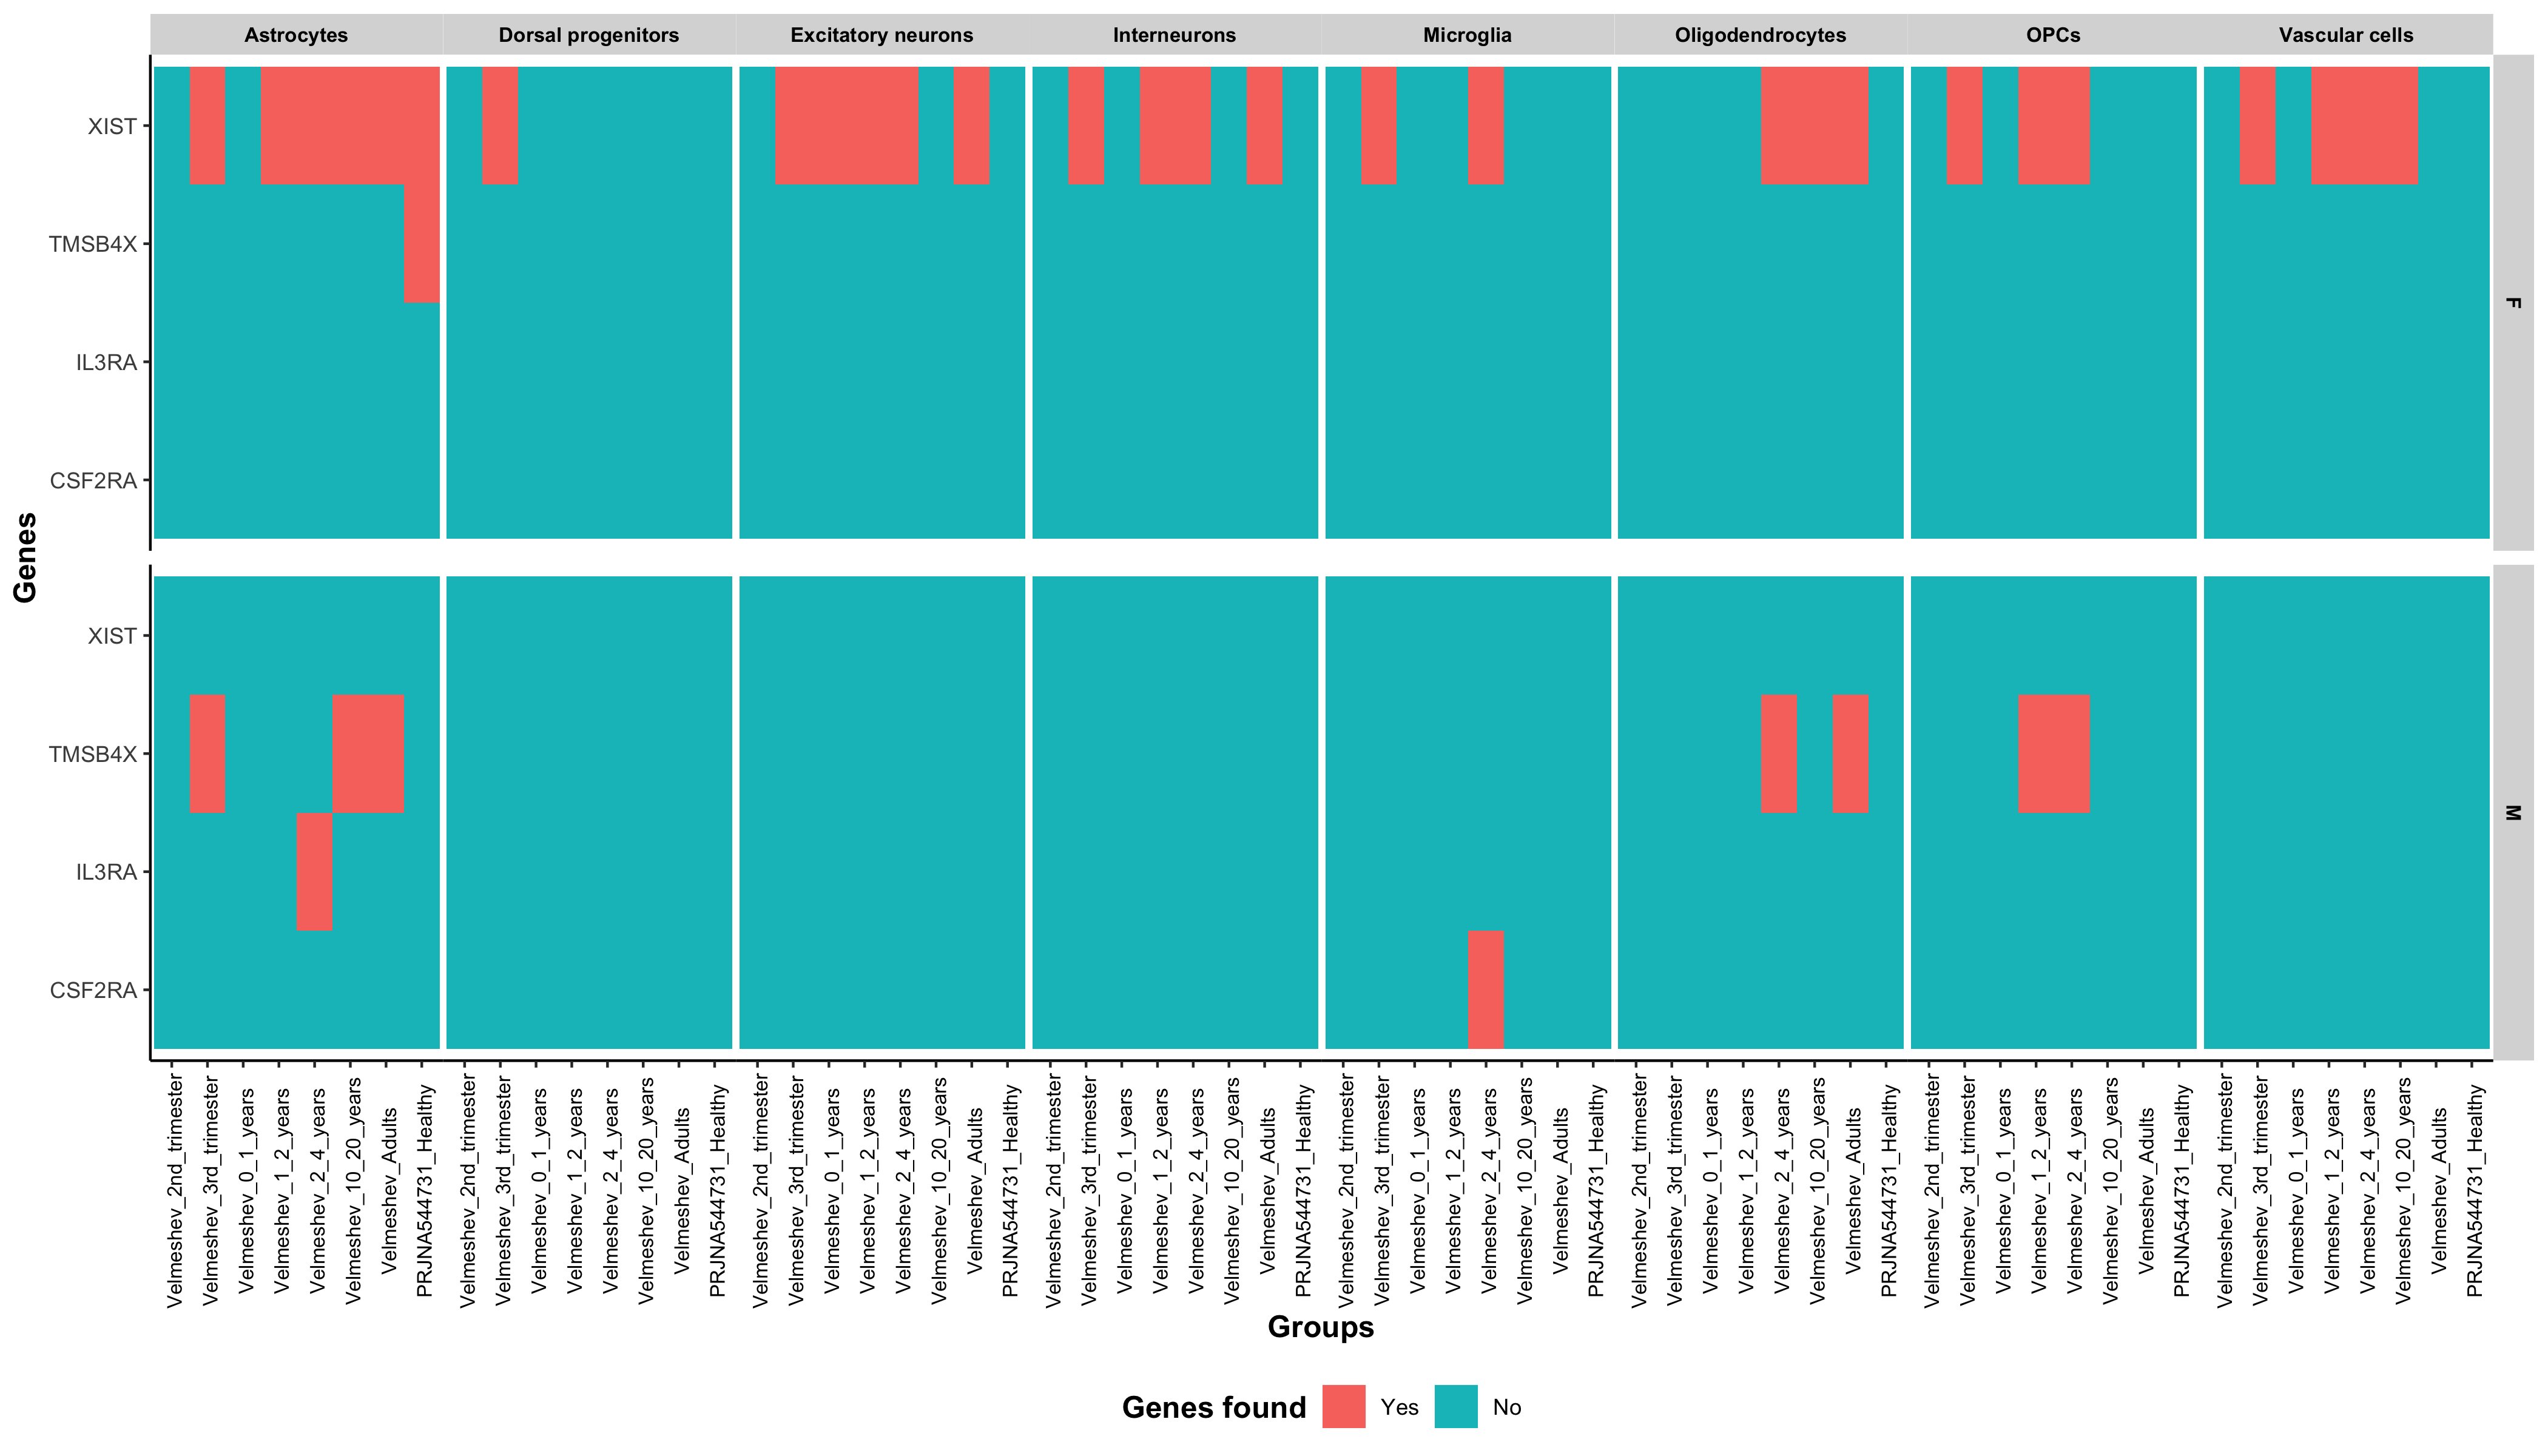 Astrocytes Dorsal progenitors Excitatory neurons Interneurons Microglia Oligodendrocytes OPCs Vascular cells
Genes
XIST
TMSB4X
IL3RA
CSF2RA
F
XIST
TMSB4X
IL3RA
CSF2RA
M
Velmeshev_2nd_trimester
Velmeshev_3rd_trimester
Velmeshev_0_1_years
Velmeshev_1_2_years
Velmeshev_2_4_years
Velmeshev_10_20_years
Velmeshev_Adults
PRJNA544731_Healthy
Velmeshev_2nd_trimester
Velmeshev_3rd_trimester
Velmeshev_0_1_years
Velmeshev_1_2_years
Velmeshev_2_4_years
Velmeshev_10_20_years
Velmeshev_Adults
PRJNA544731_Healthy
Velmeshev_2nd_trimester
Velmeshev_3rd_trimester
Velmeshev_0_1_years
Velmeshev_1_2_years
Velmeshev_2_4_years
Velmeshev_10_20_years
Velmeshev_Adults
PRJNA544731_Healthy
Velmeshev_2nd_trimester
Velmeshev_3rd_trimester
Velmeshev_0_1_years
Velmeshev_1_2_years
Velmeshev_2_4_years
Velmeshev_10_20_years
Velmeshev_Adults
PRJNA544731_Healthy
Velmeshev_2nd_trimester
Velmeshev_3rd_trimester
Velmeshev_0_1_years
Velmeshev_1_2_years
Velmeshev_2_4_years
Velmeshev_10_20_years
Velmeshev_Adults
PRJNA544731_Healthy
Velmeshev_2nd_trimester
Velmeshev_3rd_trimester
Velmeshev_0_1_years
Velmeshev_1_2_years
Velmeshev_2_4_years
Velmeshev_10_20_years
Velmeshev_Adults
PRJNA544731_Healthy
Velmeshev_2nd_trimester
Velmeshev_3rd_trimester
Velmeshev_0_1_years
Velmeshev_1_2_years
Velmeshev_2_4_years
Velmeshev_10_20_years
Velmeshev_Adults
PRJNA544731_Healthy
Velmeshev_2nd_trimester
Velmeshev_3rd_trimester
Velmeshev_0_1_years
Velmeshev_1_2_years
Velmeshev_2_4_years
Velmeshev_10_20_years
Velmeshev_Adults
PRJNA544731_Healthy
Groups
Genes found Yes No